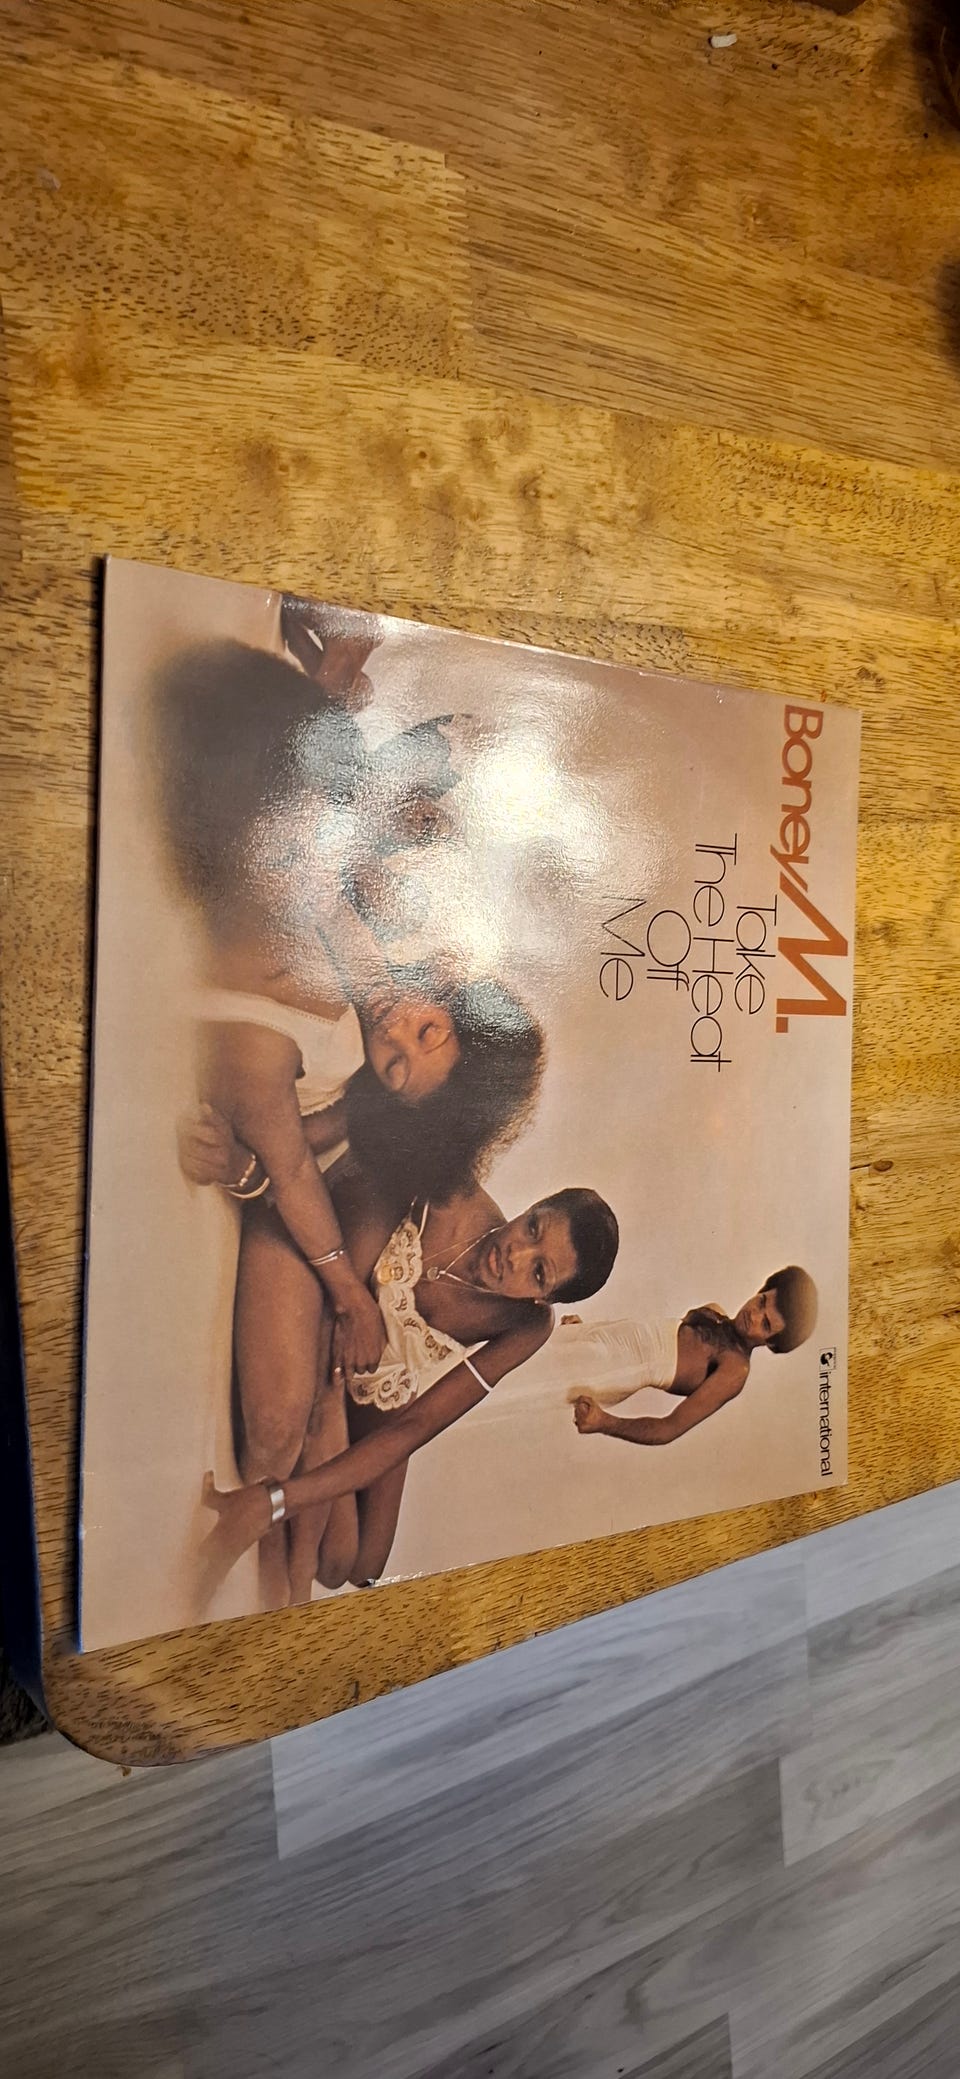 Boney M.
Take
The Heat
Off
Me
international